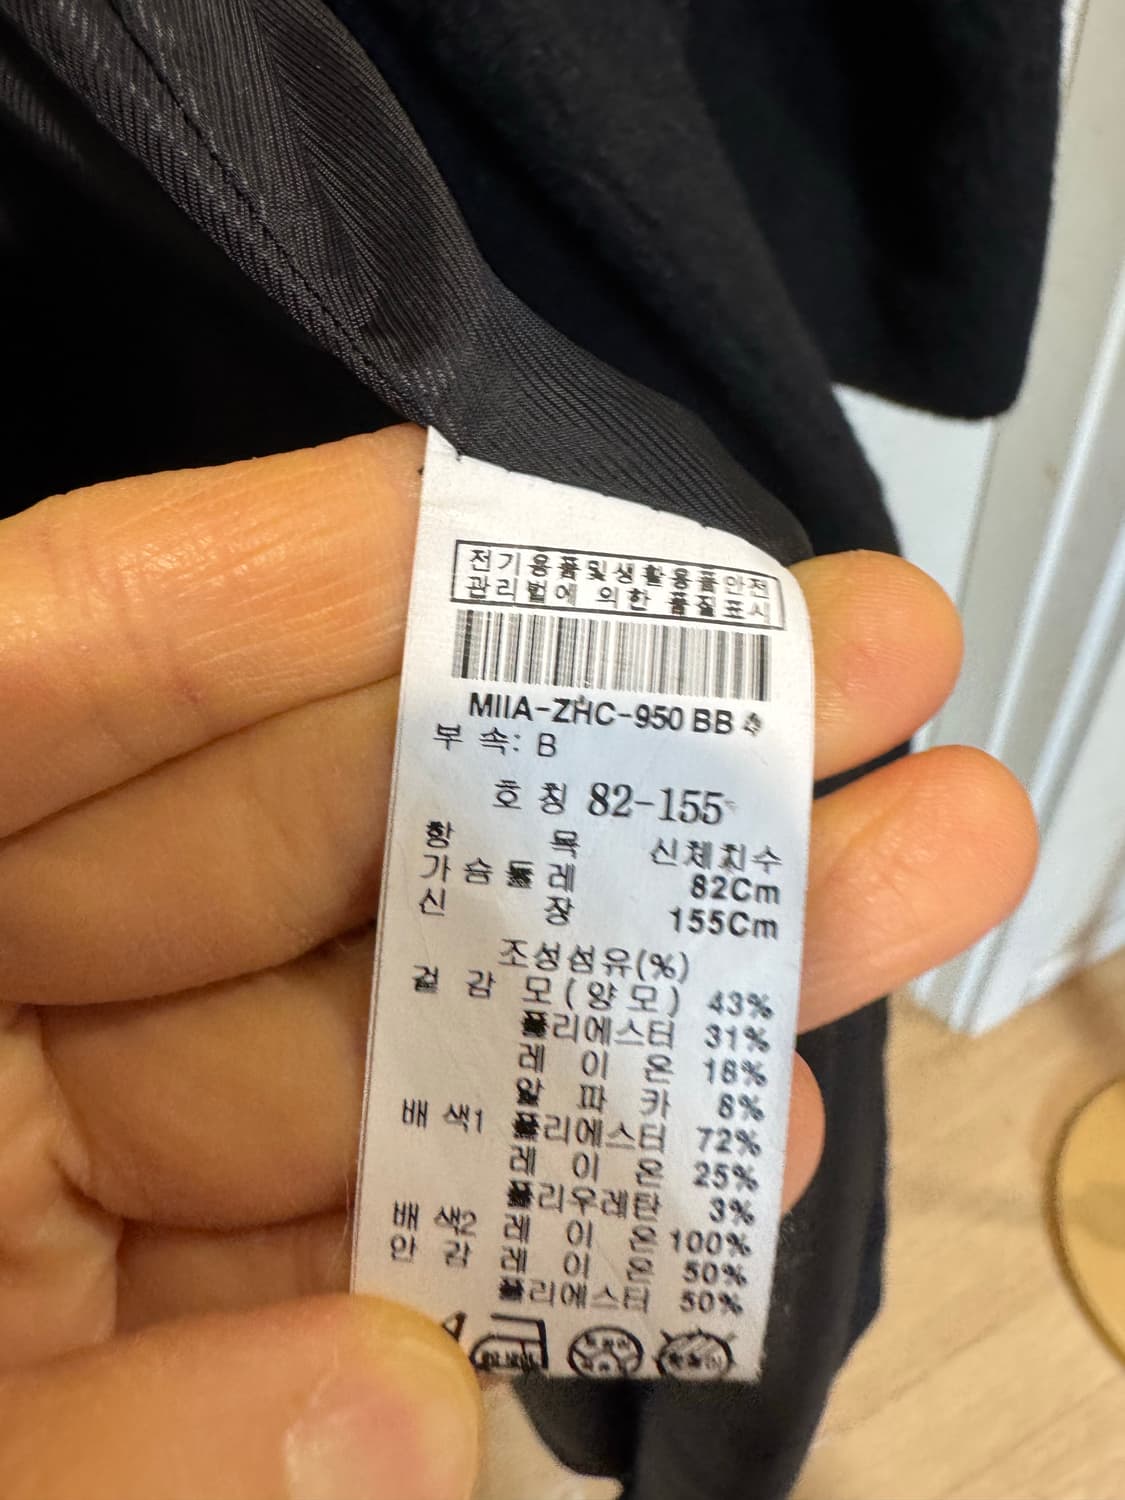 전기용품및생활용품안전
관리법에 의한 품질표시
MIIA-ZHC-950 BB
부 속: B
호 칭 82-155
항 목 신체치수
가슴둘레 82Cm
신 장 155Cm
조성섬유(%)
겉 감 모(양모) 43%
폴리에스터 31%
레 이 온 18%
알 파 카 8%
배 색1 폴리에스터 72%
레 이 온 25%
폴리우레탄 3%
배 색2 레 이 온 100%
안 감 레 이 온 50%
폴리에스터 50%